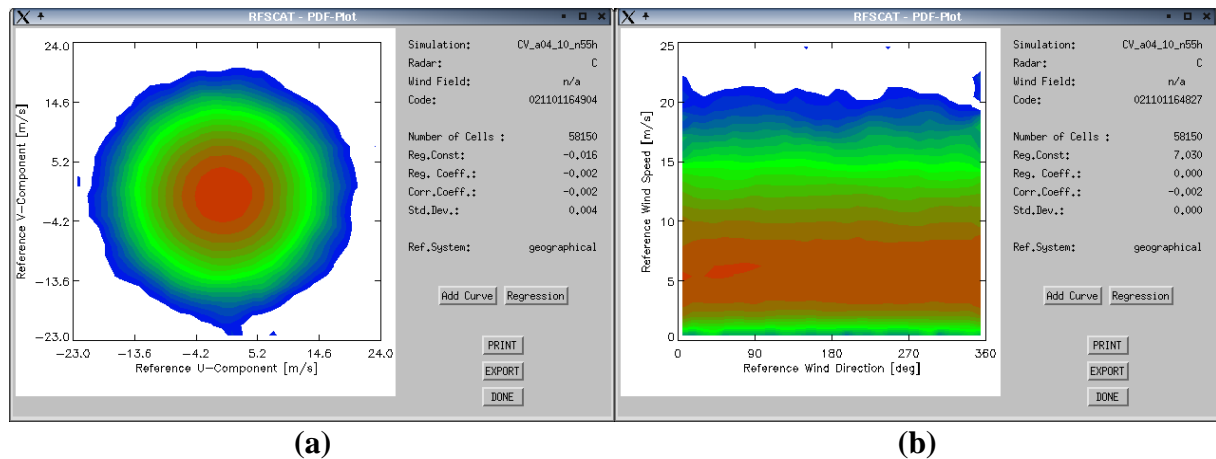 RFSCAT - PDF-Plot
24.0
14.6
5.2
-4.2
-13.6
-23.0
Reference V-Component [m/s]
-23.0 -13.6 -4.2 5.2 14.6 24.0
Reference U-Component [m/s]
Simulation: CV_a04_10_n55h
Radar: C
Wind Field: n/a
Code: 021101164904
Number of Cells : 58150
Reg.Const: -0.016
Reg. Coeff.: -0.002
Corr.Coeff.: -0.002
Std.Dev.: 0.004
Ref.System: geographical
Add Curve Regression
PRINT
EXPORT
DONE
(a)
RFSCAT - PDF-Plot
25
20
15
10
5
0
Reference Wind Speed [m/s]
0 90 180 270 360
Reference Wind Direction [deg]
Simulation: CV_a04_10_n55h
Radar: C
Wind Field: n/a
Code: 021101164827
Number of Cells : 58150
Reg.Const: 7.030
Reg. Coeff.: 0.000
Corr.Coeff.: -0.002
Std.Dev.: 0.000
Ref.System: geographical
Add Curve Regression
PRINT
EXPORT
DONE
(b)